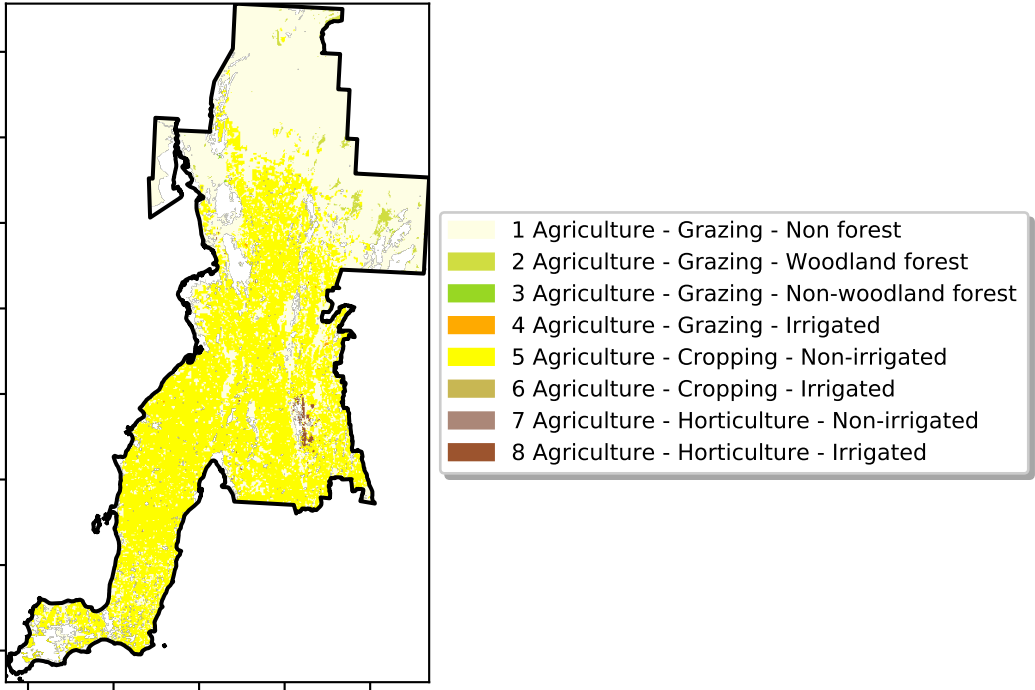 1 Agriculture - Grazing - Non forest
2 Agriculture - Grazing - Woodland forest
3 Agriculture - Grazing - Non-woodland forest
4 Agriculture - Grazing - Irrigated
5 Agriculture - Cropping - Non-irrigated
6 Agriculture - Cropping - Irrigated
7 Agriculture - Horticulture - Non-irrigated
8 Agriculture - Horticulture - Irrigated